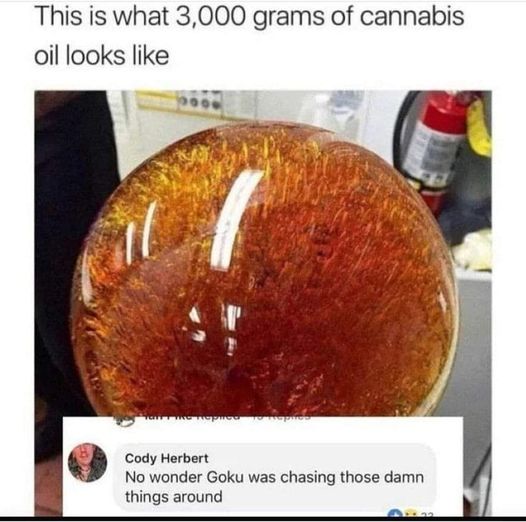 This is what 3,000 grams of cannabis
oil looks like
Cody Herbert
No wonder Goku was chasing those damn
things around